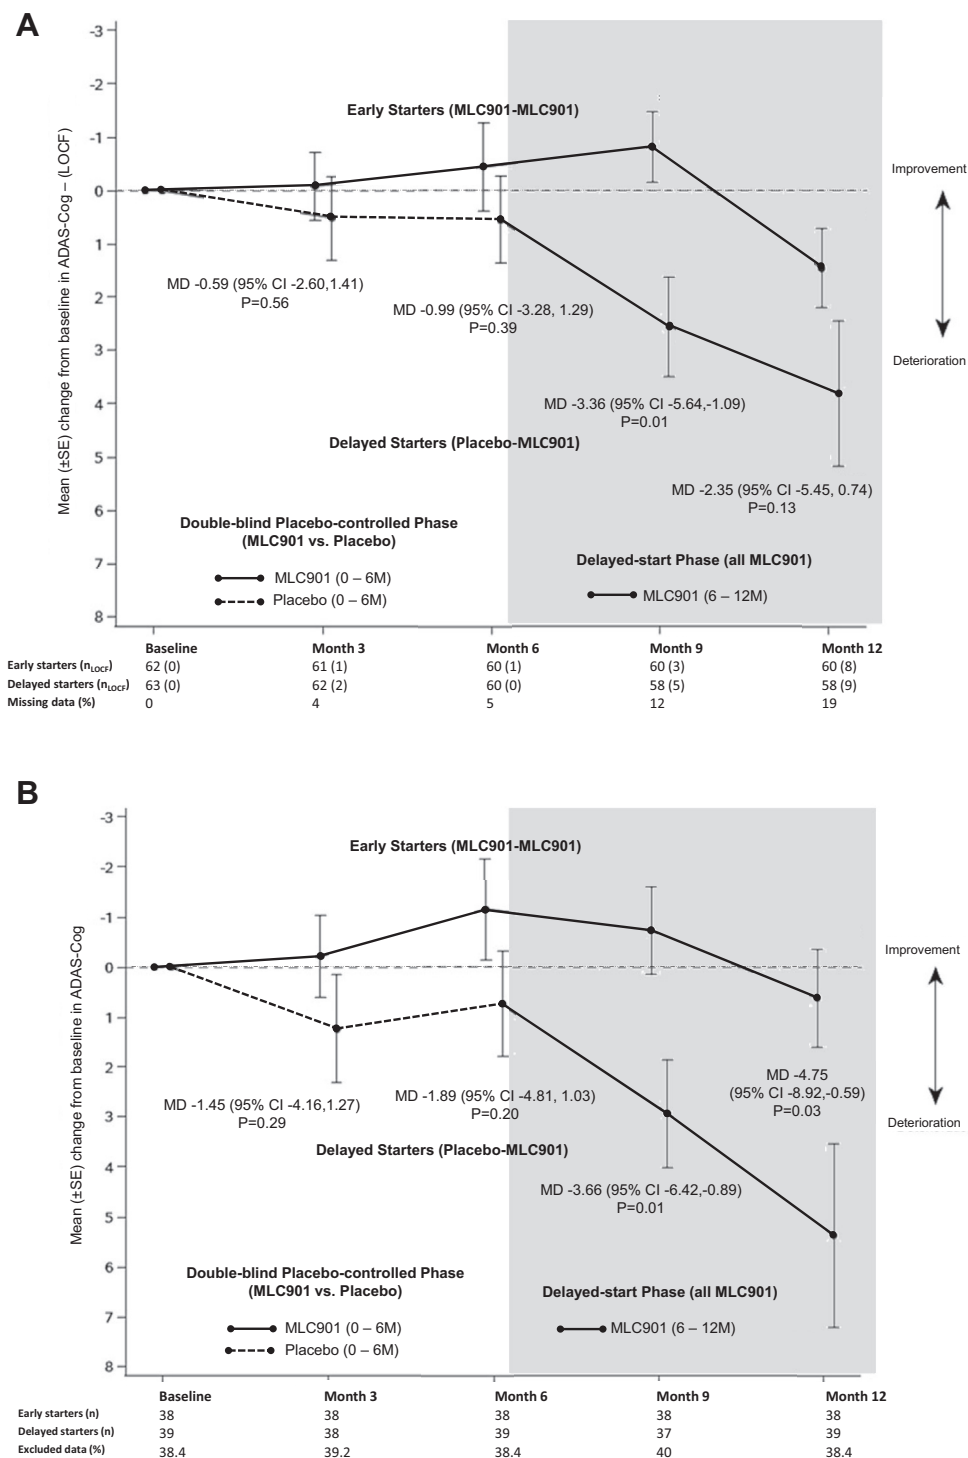 A
-3
-2
-1
0
1
2
3
4
5
6
7
8
Mean (±SE) change from baseline in ADAS-Cog – (LOCF)
Early Starters (MLC901-MLC901)
Improvement
Deterioration
MD -0.59 (95% CI -2.60,1.41)
P=0.56
MD -0.99 (95% CI -3.28, 1.29)
P=0.39
MD -3.36 (95% CI -5.64,-1.09)
P=0.01
Delayed Starters (Placebo-MLC901)
MD -2.35 (95% CI -5.45, 0.74)
P=0.13
Double-blind Placebo-controlled Phase
(MLC901 vs. Placebo)
MLC901 (0 – 6M)
Placebo (0 – 6M)
Delayed-start Phase (all MLC901)
MLC901 (6 – 12M)
Baseline Month 3 Month 6 Month 9 Month 12
Early starters (nLOCF) 62 (0) 61 (1) 60 (1) 60 (3) 60 (8)
Delayed starters (nLOCF) 63 (0) 62 (2) 60 (0) 58 (5) 58 (9)
Missing data (%) 0 4 5 12 19
B
-3
-2
-1
0
1
2
3
4
5
6
7
8
Mean (±SE) change from baseline in ADAS-Cog
Early Starters (MLC901-MLC901)
Improvement
Deterioration
MD -1.45 (95% CI -4.16,1.27)
P=0.29
MD -1.89 (95% CI -4.81, 1.03)
P=0.20
MD -4.75
(95% CI -8.92,-0.59)
P=0.03
Delayed Starters (Placebo-MLC901)
MD -3.66 (95% CI -6.42,-0.89)
P=0.01
Double-blind Placebo-controlled Phase
(MLC901 vs. Placebo)
MLC901 (0 – 6M)
Placebo (0 – 6M)
Delayed-start Phase (all MLC901)
MLC901 (6 – 12M)
Baseline Month 3 Month 6 Month 9 Month 12
Early starters (n) 38 38 38 38 38
Delayed starters (n) 39 38 39 37 39
Excluded data (%) 38.4 39.2 38.4 40 38.4